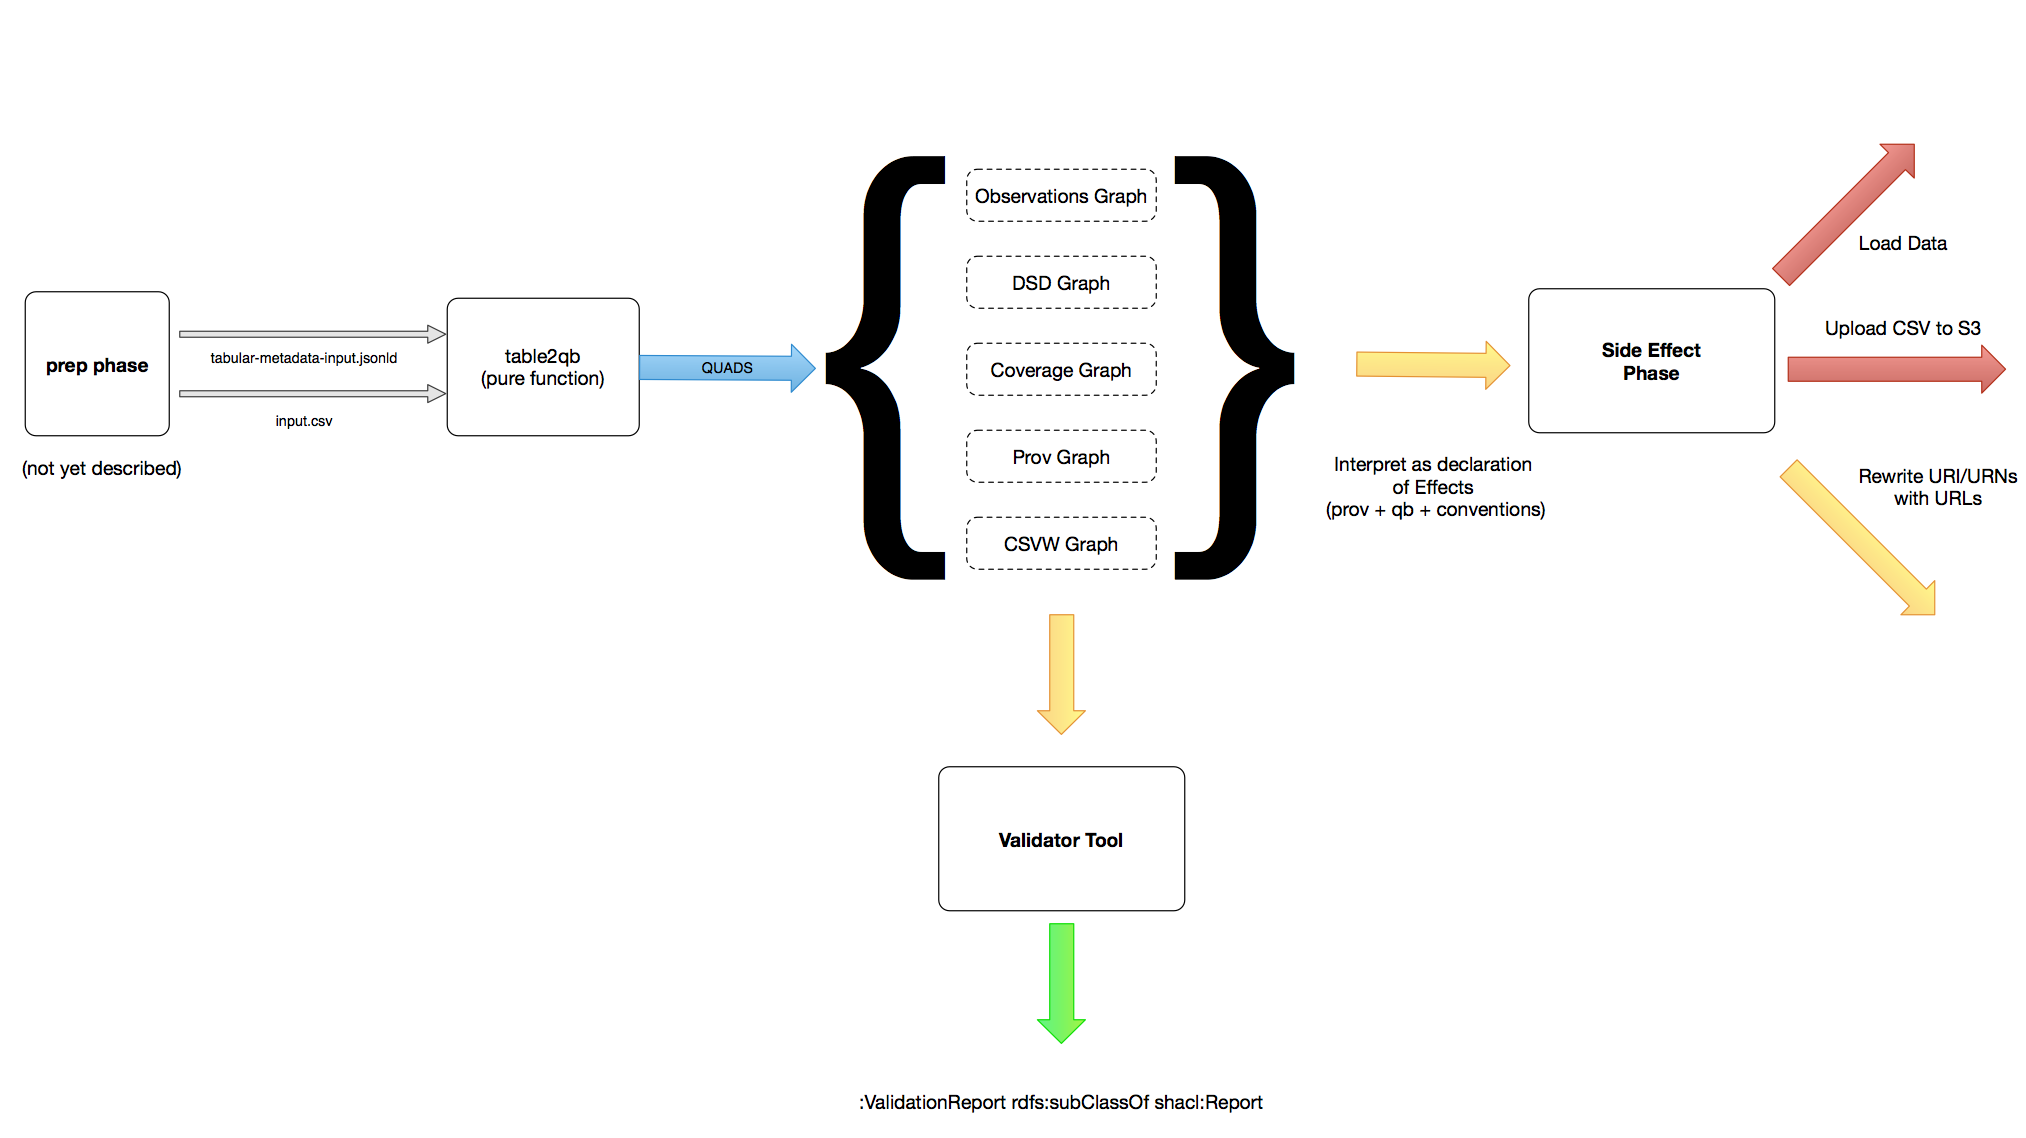 prep phase
(not yet described)
tabular-metadata-input.jsonld
input.csv
table2qb
(pure function)
QUADS
{
Observations Graph
DSD Graph
Coverage Graph
Prov Graph
CSVW Graph
}
Interpret as declaration
of Effects
(prov + qb + conventions)
Side Effect
Phase
Load Data
Upload CSV to S3
Rewrite URI/URNs
with URLs
Validator Tool
:ValidationReport rdfs:subClassOf shacl:Report